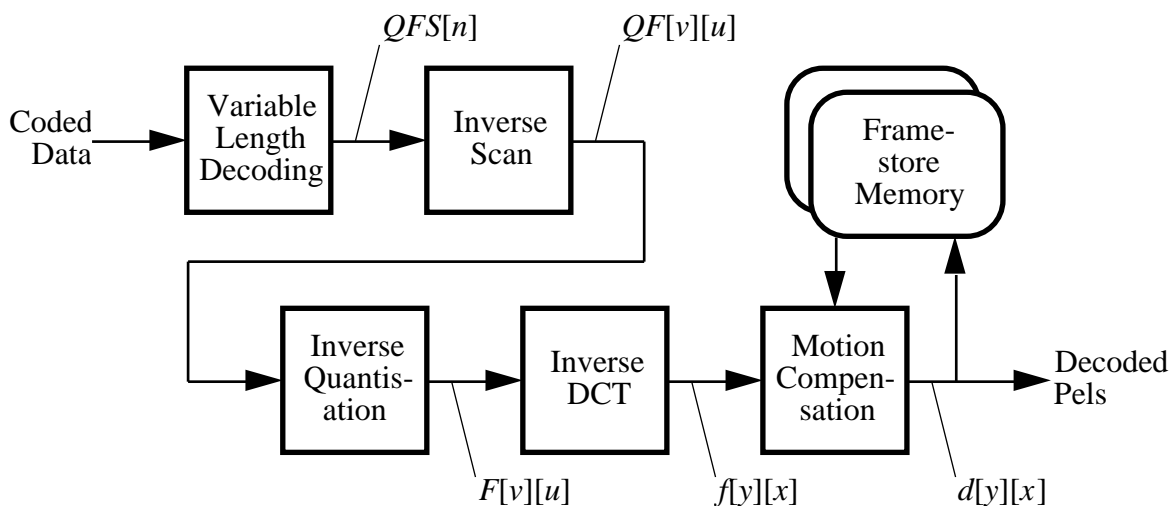 QFS[n]
QF[v][u]
Coded
Data
Variable
Length
Decoding
Inverse
Scan
Frame-
store
Memory
Inverse
Quantis-
ation
Inverse
DCT
Motion
Compen-
sation
Decoded
Pels
F[v][u]
f[y][x]
d[y][x]